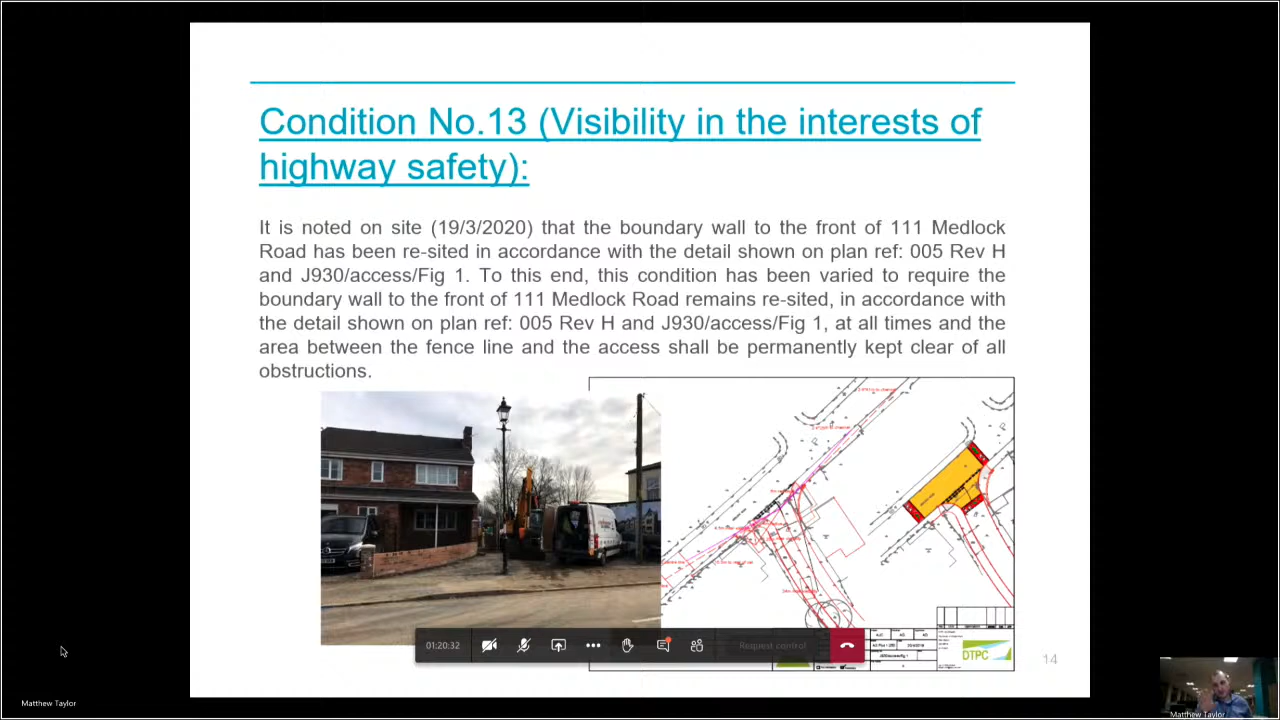 Condition No.13 (Visibility in the interests of
highway safety):
It is noted on site (19/3/2020) that the boundary wall to the front of 111 Medlock
Road has been re-sited in accordance with the detail shown on plan ref: 005 Rev H
and J930/access/Fig 1. To this end, this condition has been varied to require the
boundary wall to the front of 111 Medlock Road remains re-sited, in accordance with
the detail shown on plan ref: 005 Rev H and J930/access/Fig 1, at all times and the
area between the fence line and the access shall be permanently kept clear of all
obstructions.
01:20:32
Request control
DTPC
14
Matthew Taylor
Matthew Taylor